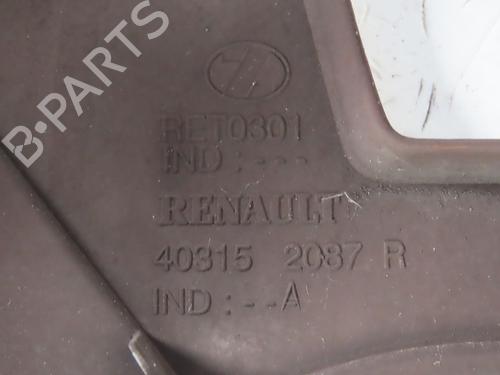 RET0301
IND : - - -
RENAULT
40315 2087 R
IND : - - A
B-PARTS